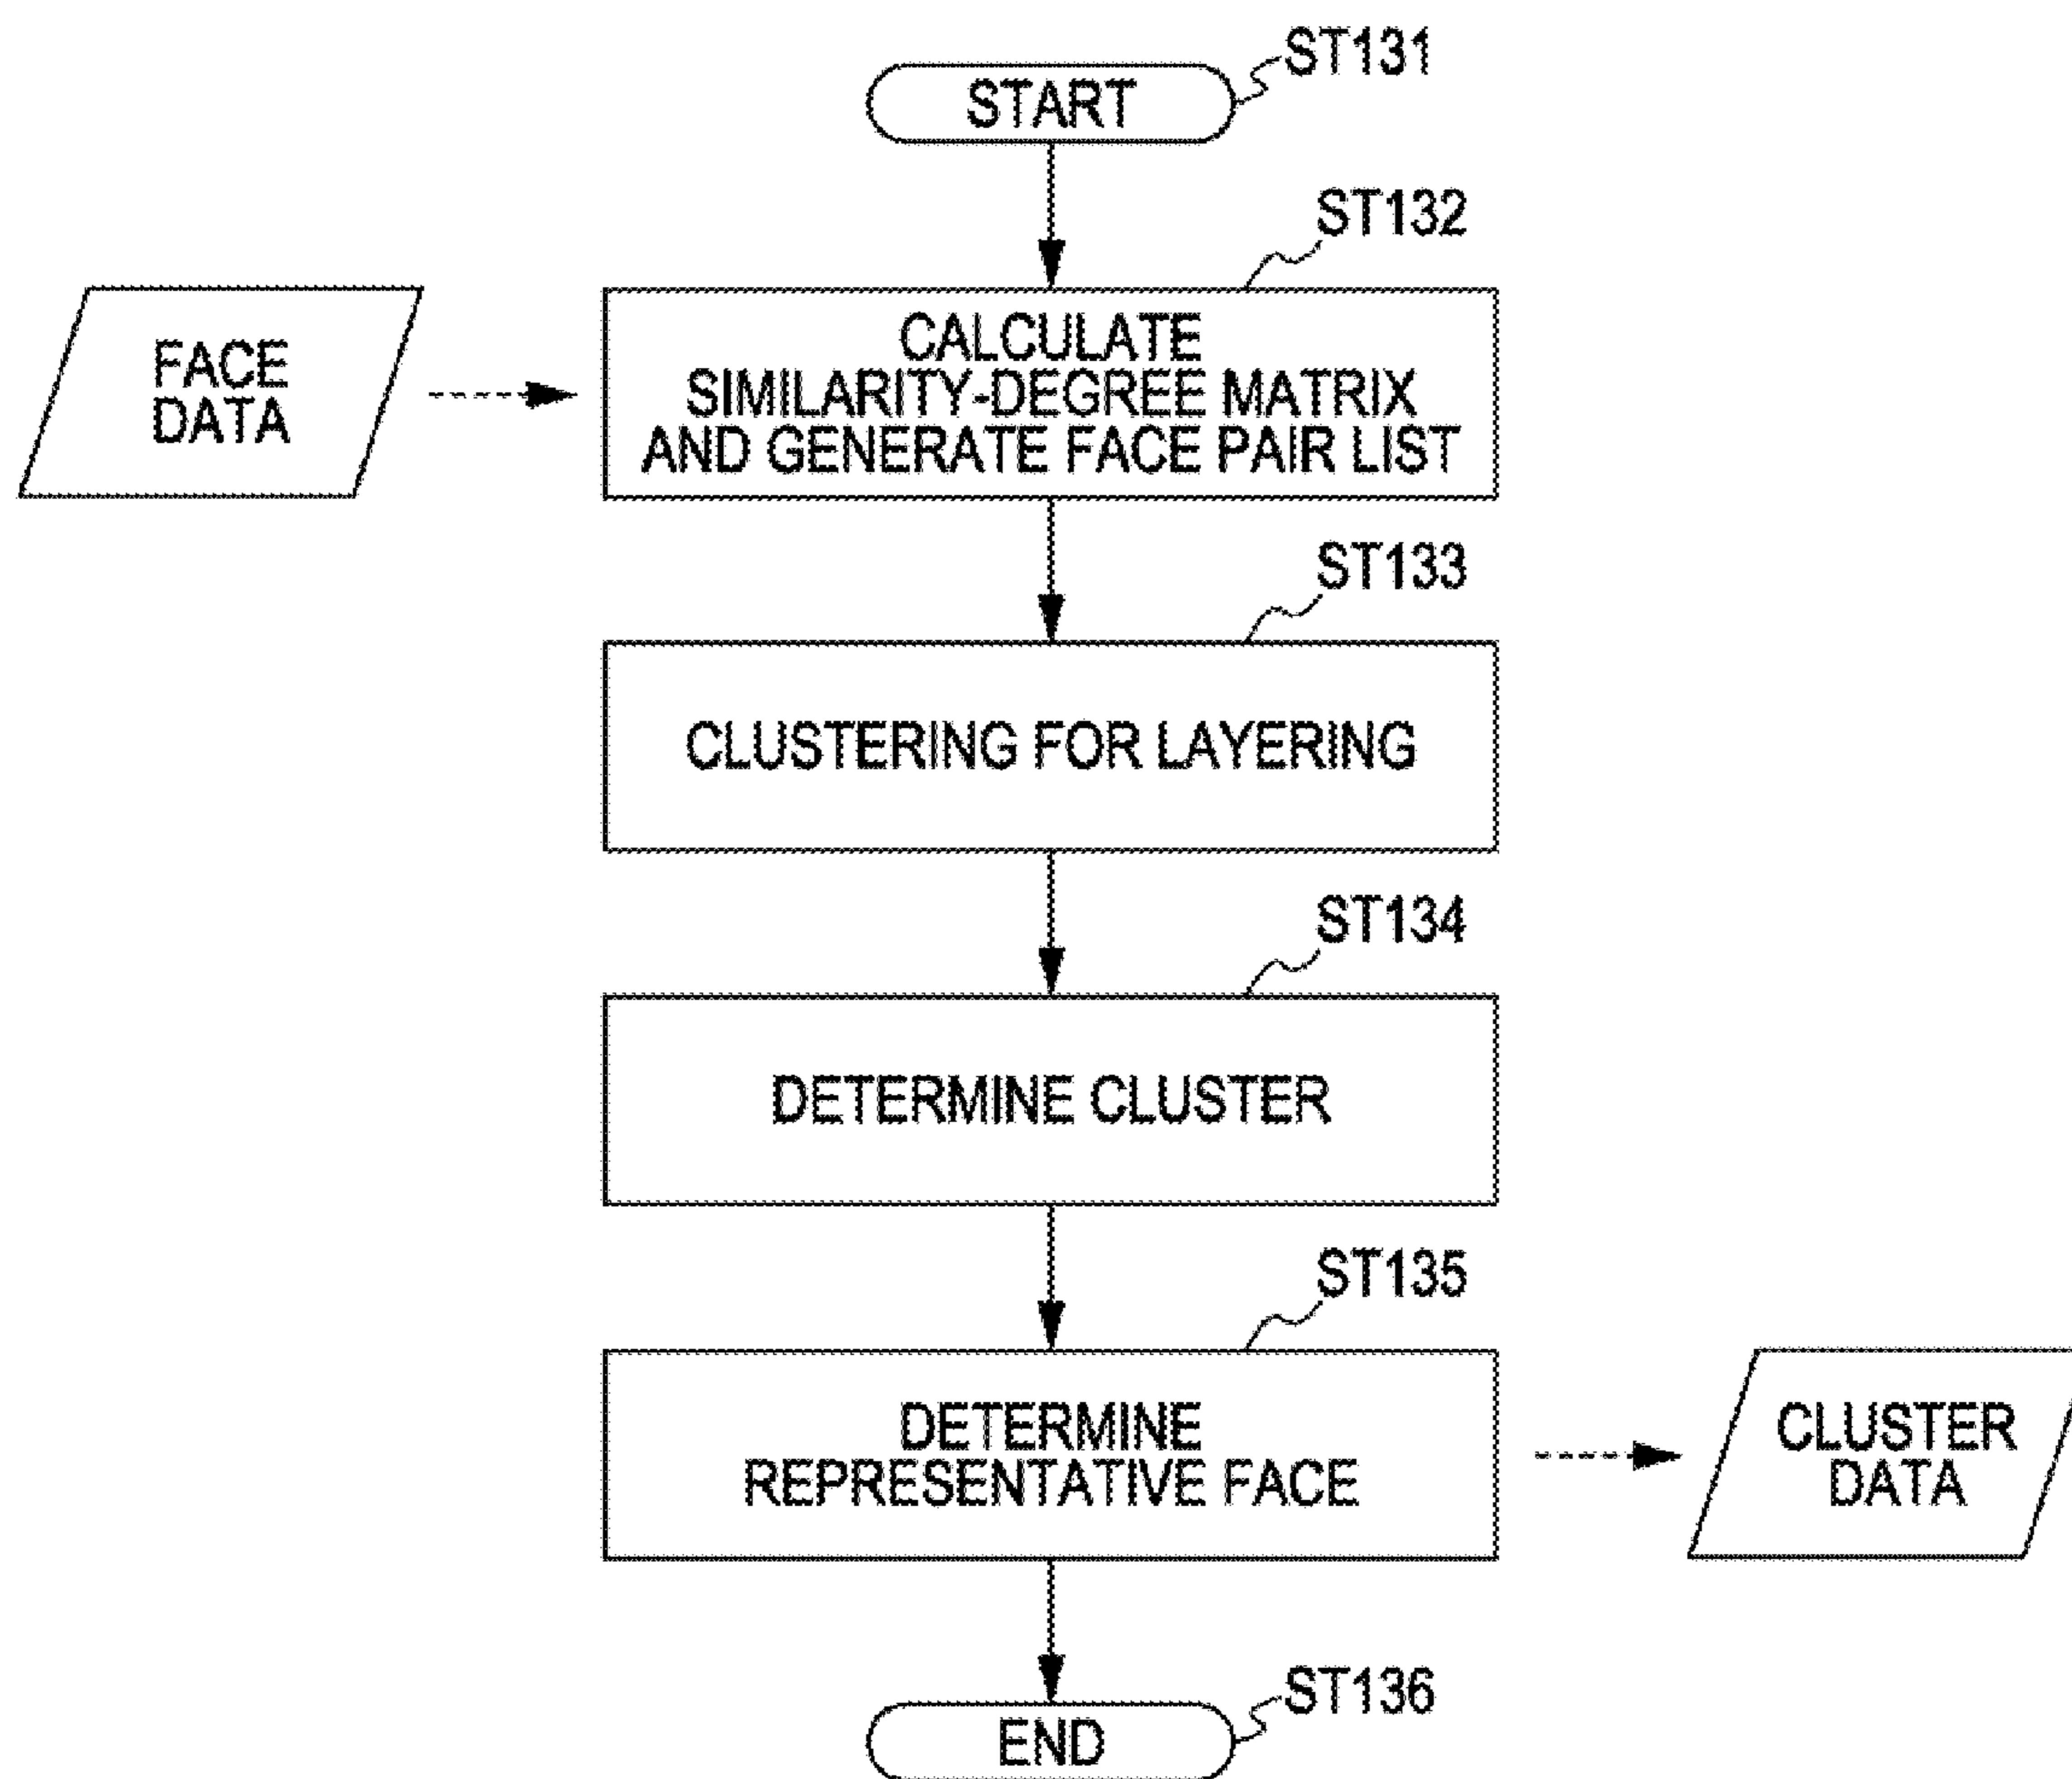 START
ST131
ST132
FACE
DATA
CALCULATE
SIMILARITY-DEGREE MATRIX
AND GENERATE FACE PAIR LIST
ST133
CLUSTERING FOR LAYERING
ST134
DETERMINE CLUSTER
ST135
DETERMINE
REPRESENTATIVE FACE
CLUSTER
DATA
ST136
END